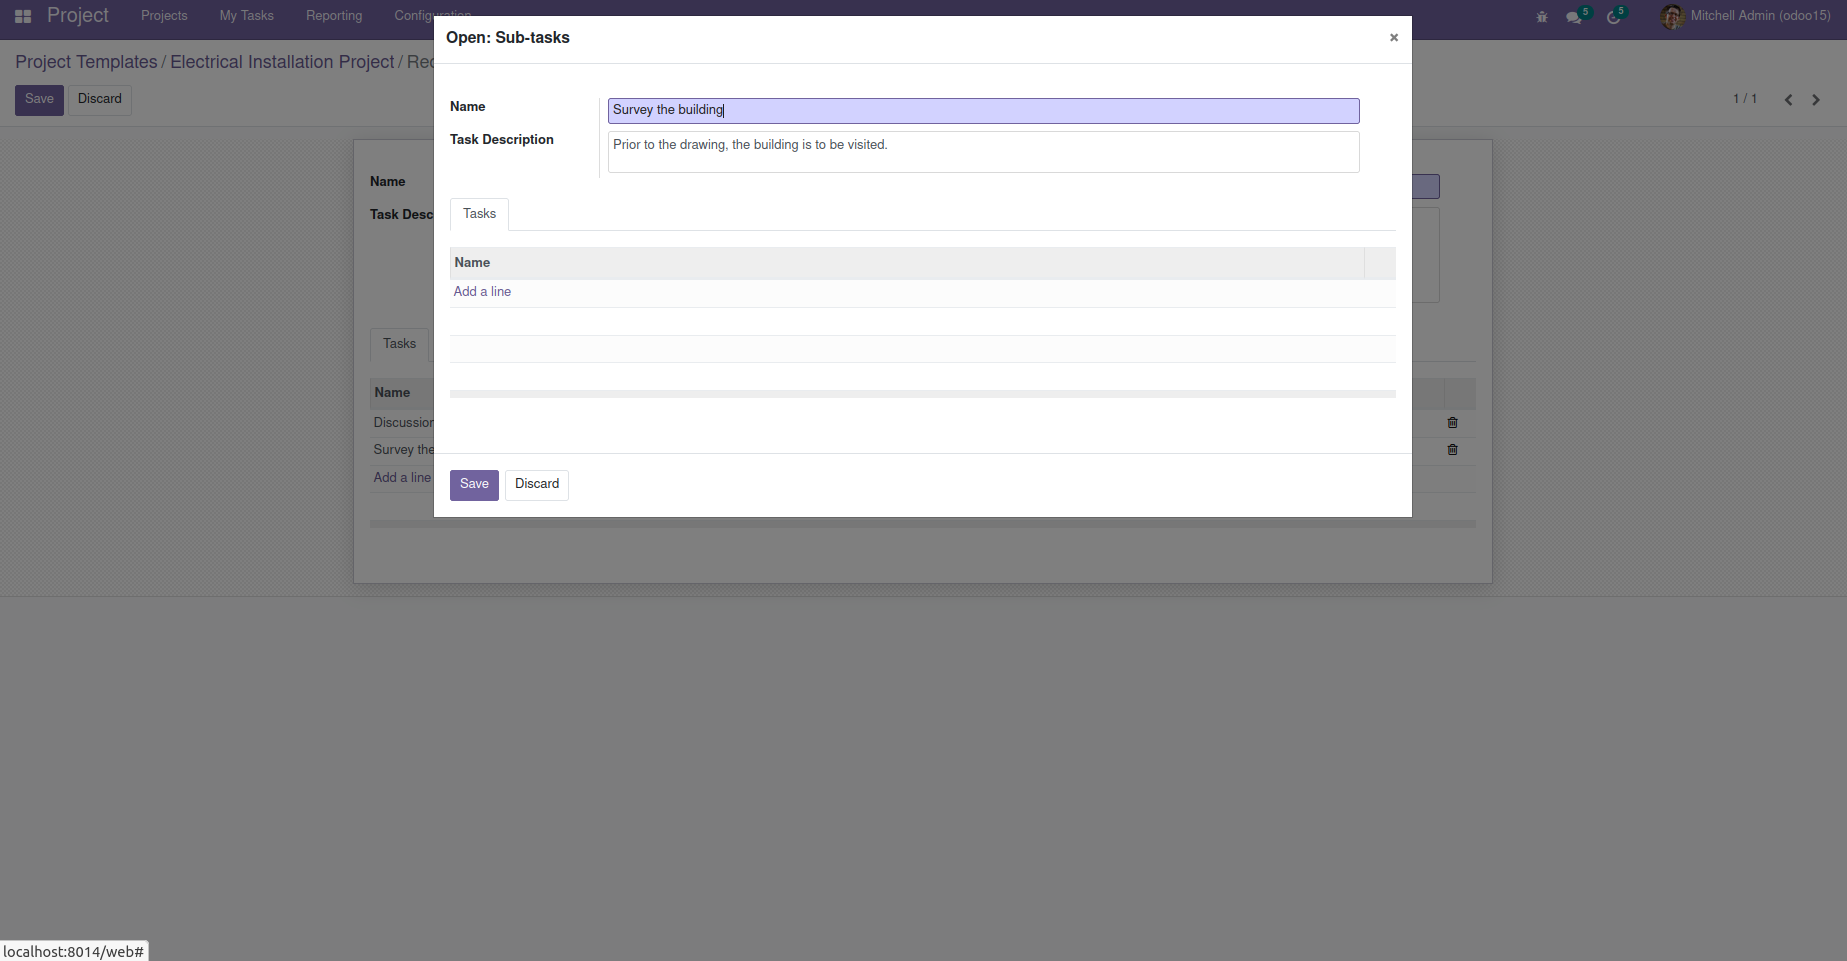 Project Projects My Tasks Reporting Configuration 5 5 Mitchell Admin (odoo15)
Open: Sub-tasks ×
Project Templates / Electrical Installation Project / Rec
Save Discard 1 / 1
Name Survey the building
Task Description Prior to the drawing, the building is to be visited.
Name
Task Desc
Tasks
Name
Add a line
Tasks
Name
Discussion
Survey the
Add a line
Save Discard
localhost:8014/web#